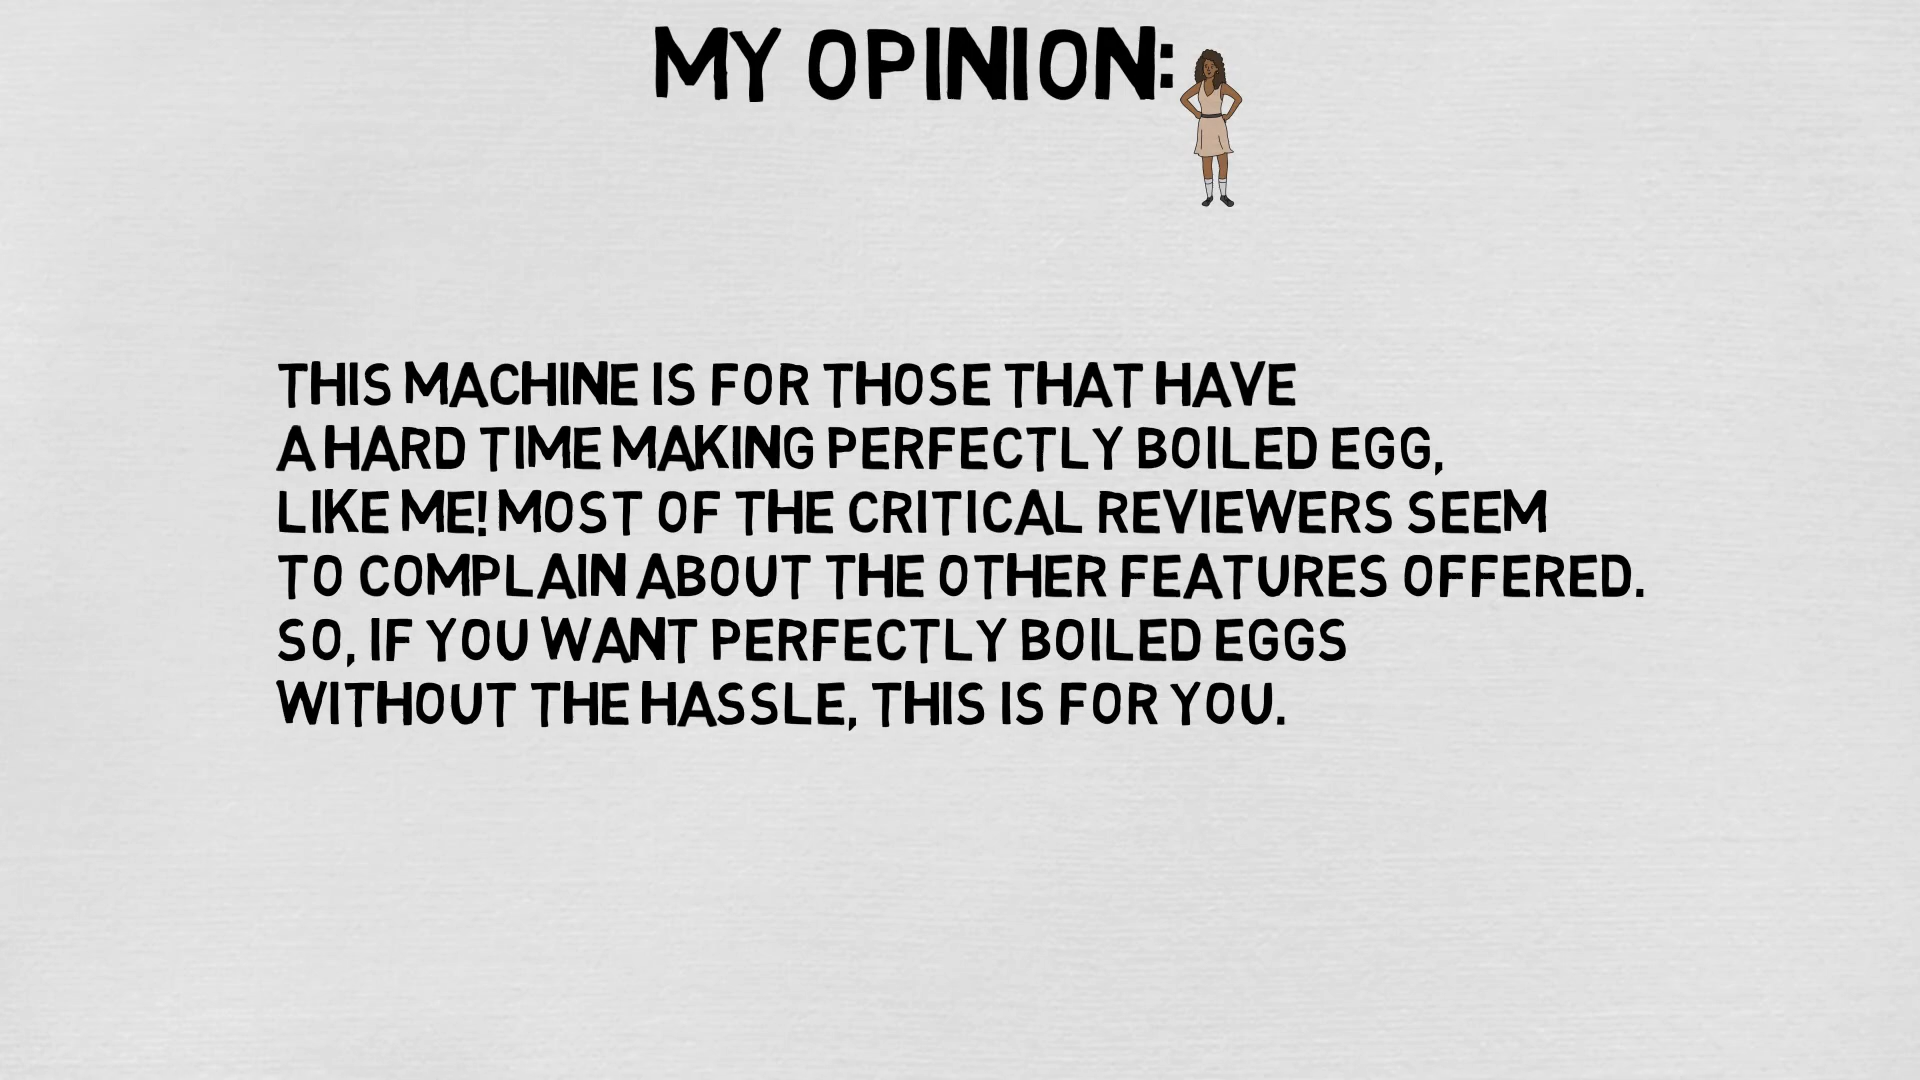 MY OPINION:
THIS MACHINE IS FOR THOSE THAT HAVE
A HARD TIME MAKING PERFECTLY BOILED EGG,
LIKE ME! MOST OF THE CRITICAL REVIEWERS SEEM
TO COMPLAIN ABOUT THE OTHER FEATURES OFFERED.
SO, IF YOU WANT PERFECTLY BOILED EGGS
WITHOUT THE HASSLE, THIS IS FOR YOU.